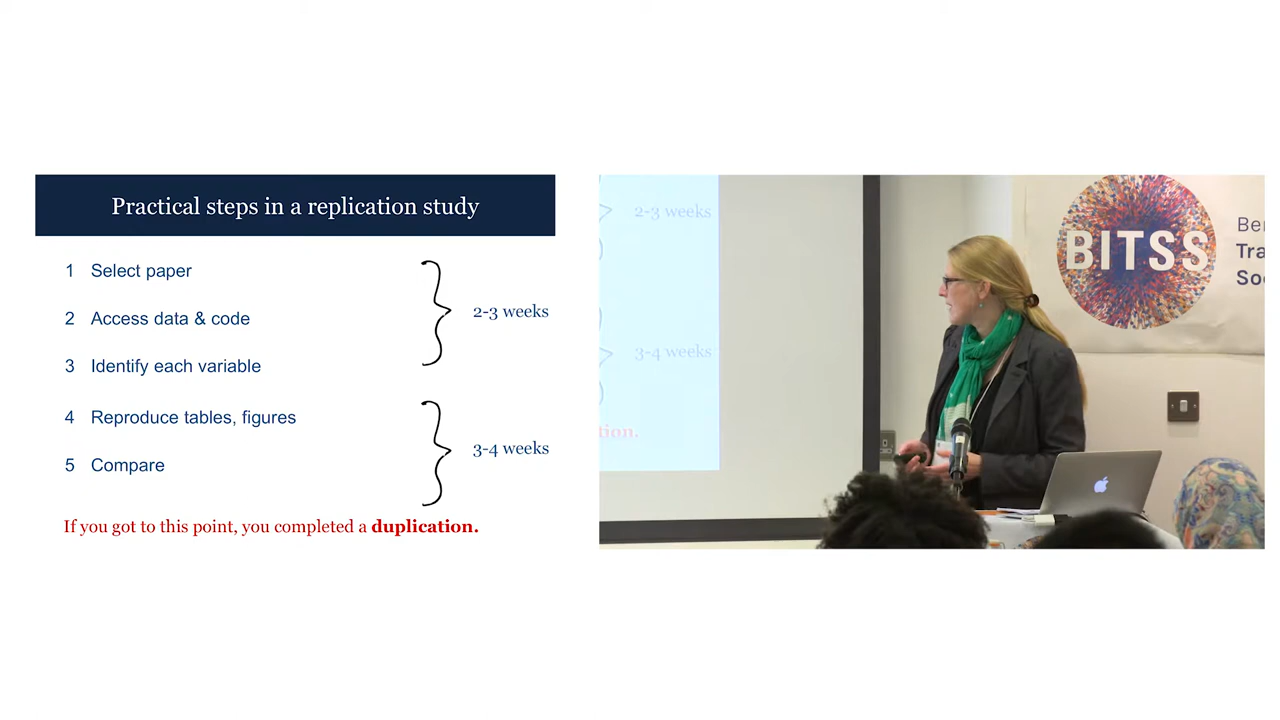 Practical steps in a replication study
1 Select paper
2 Access data & code
3 Identify each variable
2-3 weeks
4 Reproduce tables, figures
5 Compare
3-4 weeks
If you got to this point, you completed a duplication.
2-3 weeks
3-4 weeks
tion.
BITSS
Ber
Tra
Soc